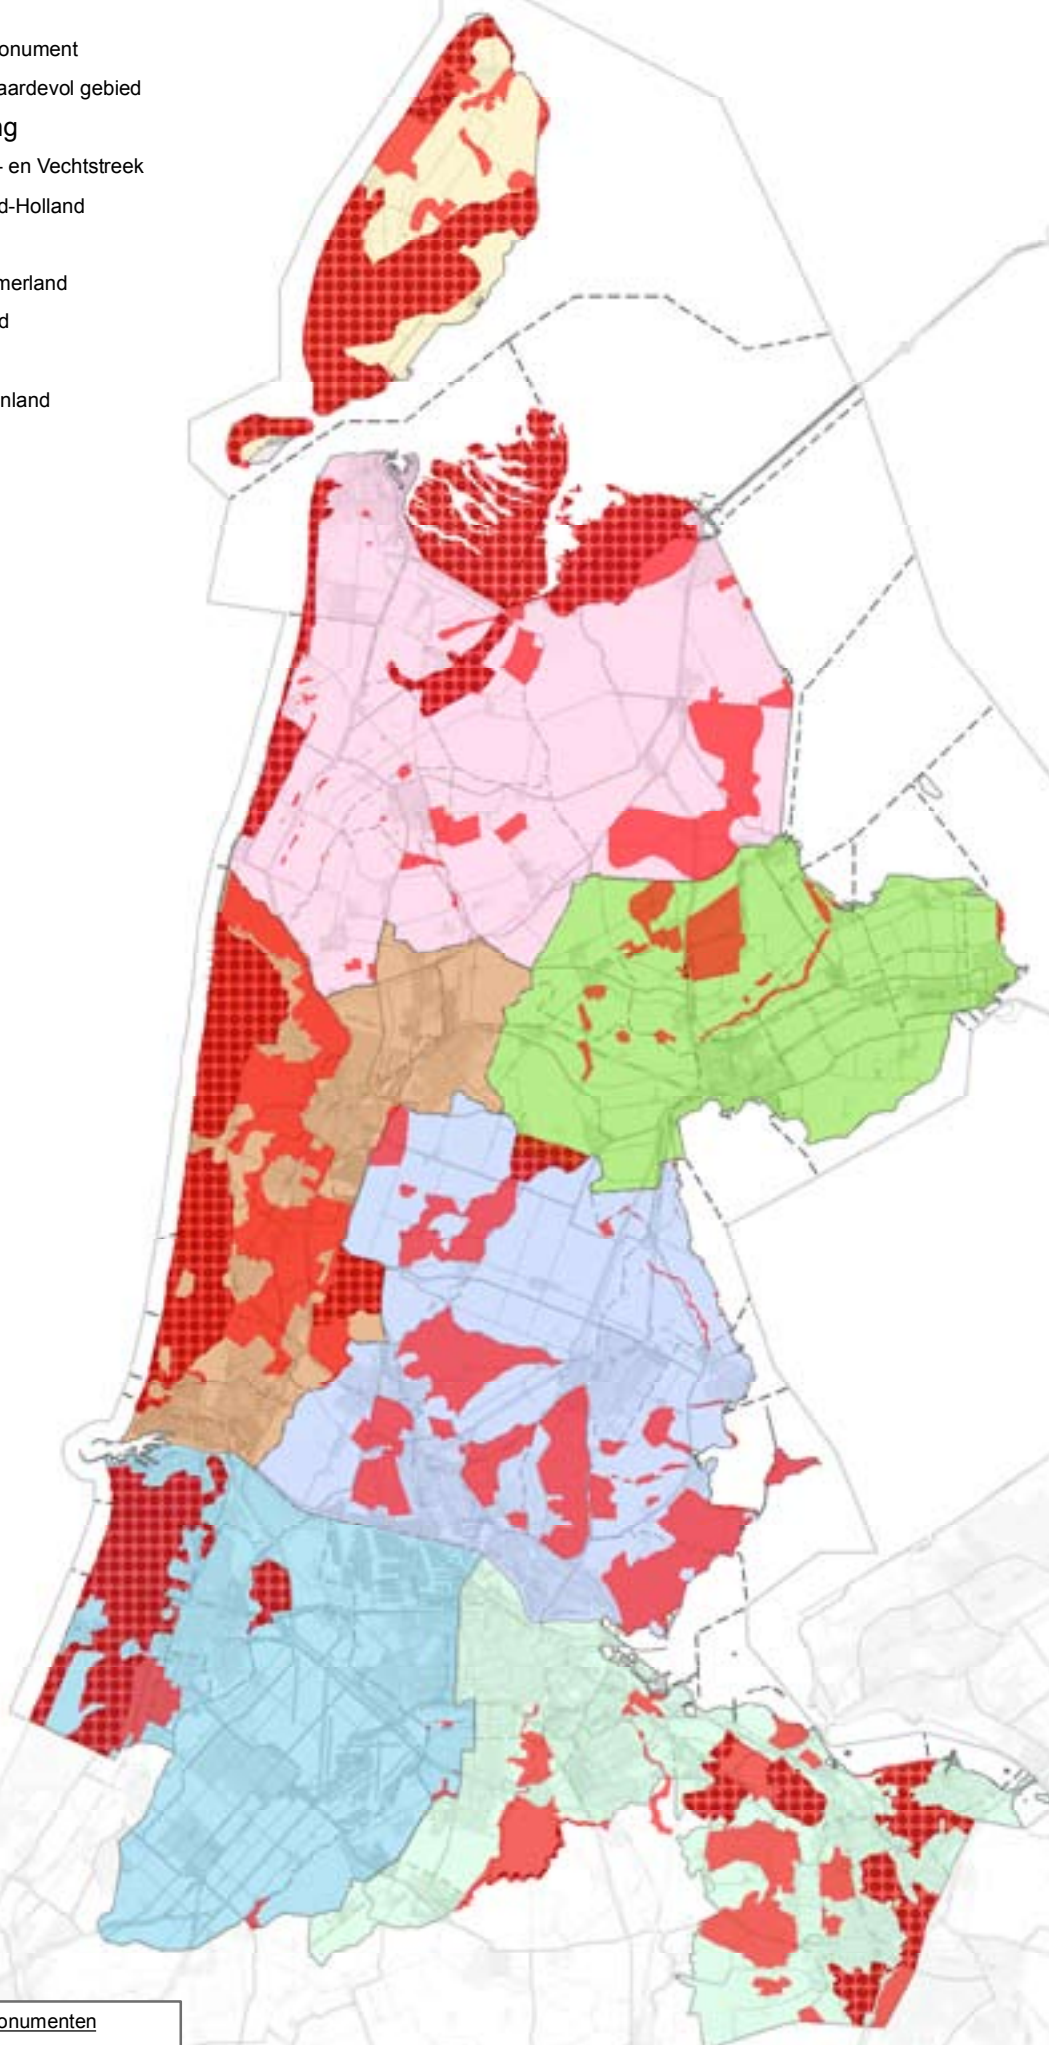 onument
aardevol gebied
ng
- en Vechtstreek
d-Holland
merland
d
nland
onumenten